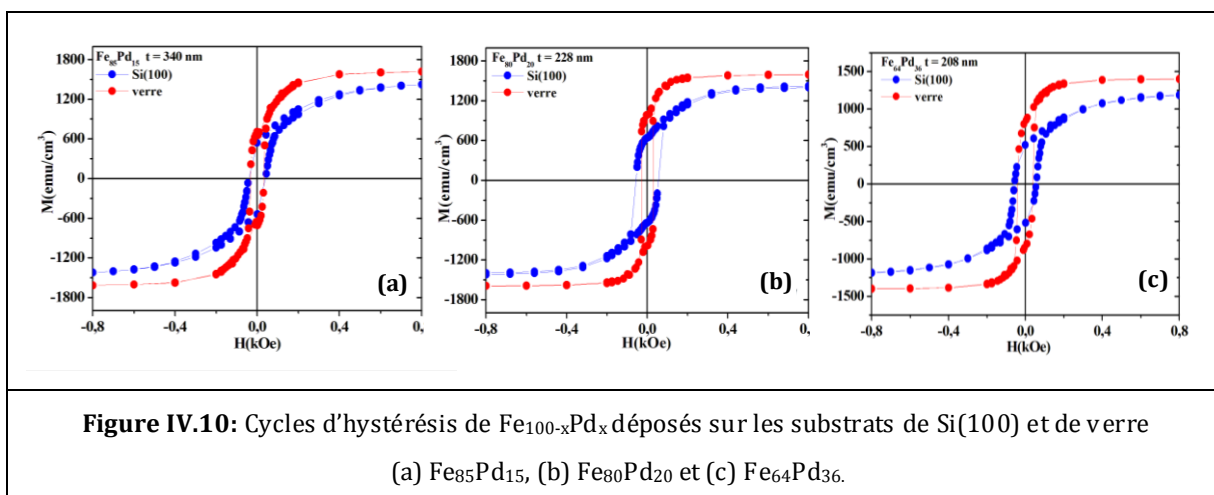 Fe₈₅Pd₁₅ t = 340 nm
Si(100)
verre
M(emu/cm³)
1800
1200
600
0
-600
-1200
-1800
-0,8 -0,4 0,0 0,4 0,
H(kOe)
(a)
Fe₈₀Pd₂₀ t = 228 nm
Si(100)
verre
M(emu/cm³)
1800
1200
600
0
-600
-1200
-1800
-0,8 -0,4 0,0 0,4 0,
H(kOe)
(b)
Fe₆₄Pd₃₆ t = 208 nm
Si(100)
verre
M(emu/cm³)
1500
1000
500
0
-500
-1000
-1500
-0,8 -0,4 0,0 0,4 0,8
H(kOe)
(c)
Figure IV.10: Cycles d’hystérésis de Fe₁₀₀₋ₓPdₓ déposés sur les substrats de Si(100) et de verre
(a) Fe₈₅Pd₁₅, (b) Fe₈₀Pd₂₀ et (c) Fe₆₄Pd₃₆.